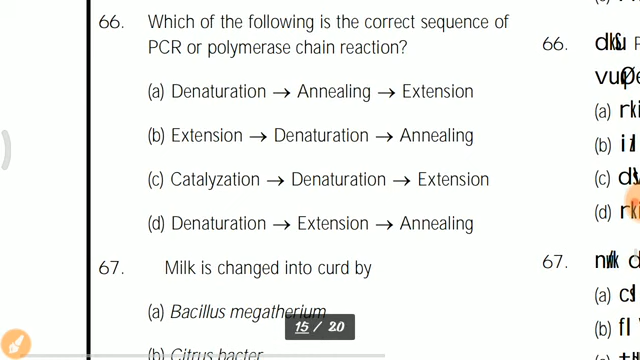 66. Which of the following is the correct sequence of
PCR or polymerase chain reaction?
(a) Denaturation → Annealing → Extension
(b) Extension → Denaturation → Annealing
(c) Catalyzation → Denaturation → Extension
(d) Denaturation → Extension → Annealing
67. Milk is changed into curd by
(a) Bacillus megatherium
(b) Citrus bacter
15 / 20
66.
(a)
(b)
(c)
(d)
67.
(a)
(b)